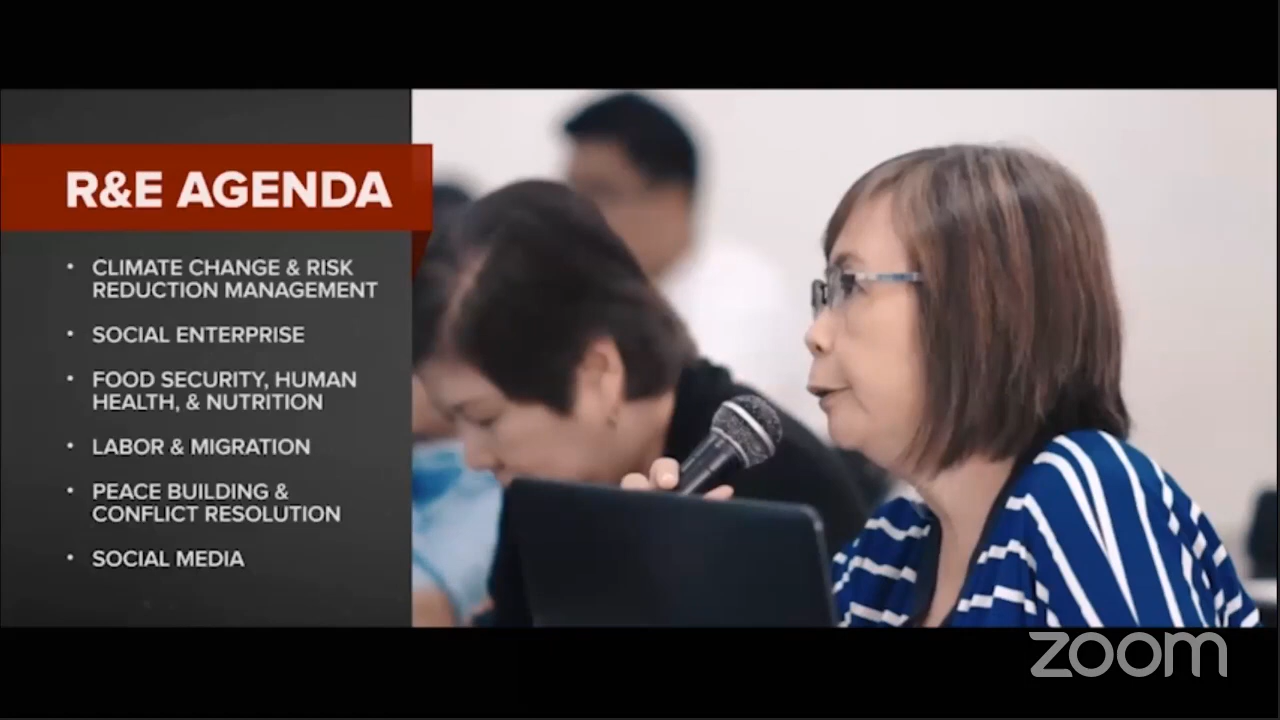 R&E AGENDA
• CLIMATE CHANGE & RISK
REDUCTION MANAGEMENT
• SOCIAL ENTERPRISE
• FOOD SECURITY, HUMAN
HEALTH, & NUTRITION
• LABOR & MIGRATION
• PEACE BUILDING &
CONFLICT RESOLUTION
• SOCIAL MEDIA
zoom